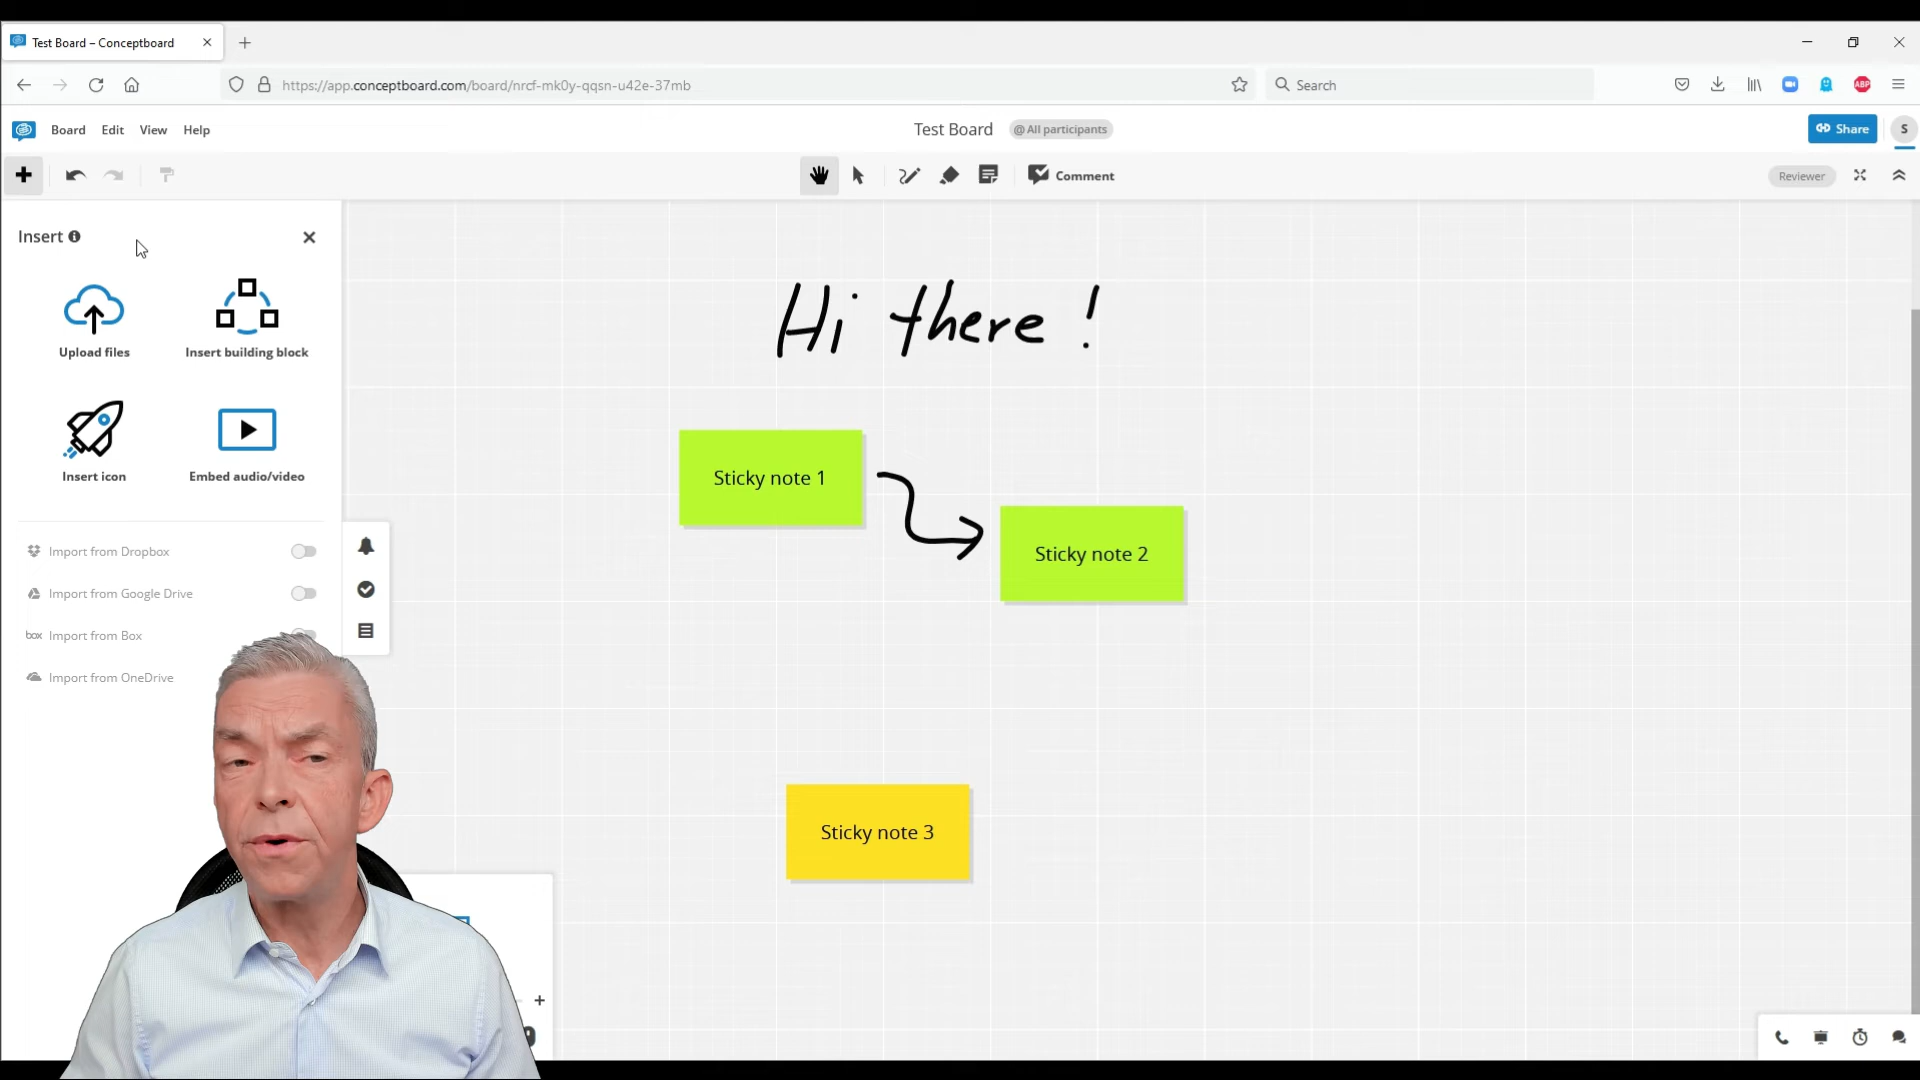 Test Board – Conceptboard
https://app.conceptboard.com/board/nrcf-mk0y-qqsn-u42e-37mb
Search
ABP
Board Edit View Help
Test Board @ All participants
Share
S
Comment
Reviewer
Insert
Upload files
Insert building block
Insert icon
Embed audio/video
Import from Dropbox
Import from Google Drive
box Import from Box
Import from OneDrive
Hi there !
Sticky note 1
Sticky note 2
Sticky note 3